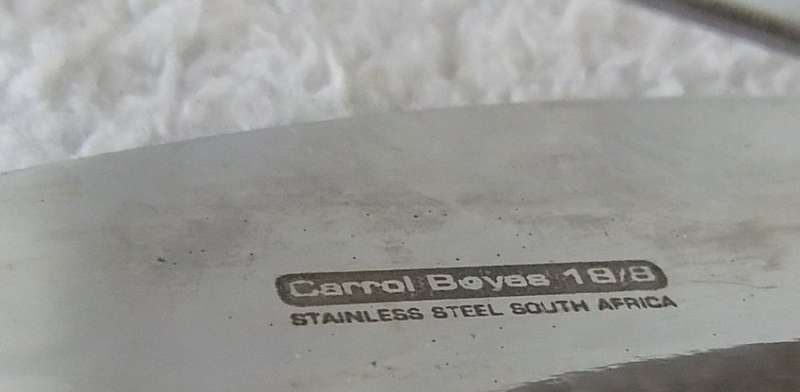 Carrol Boyes 18/8
STAINLESS STEEL SOUTH AFRICA